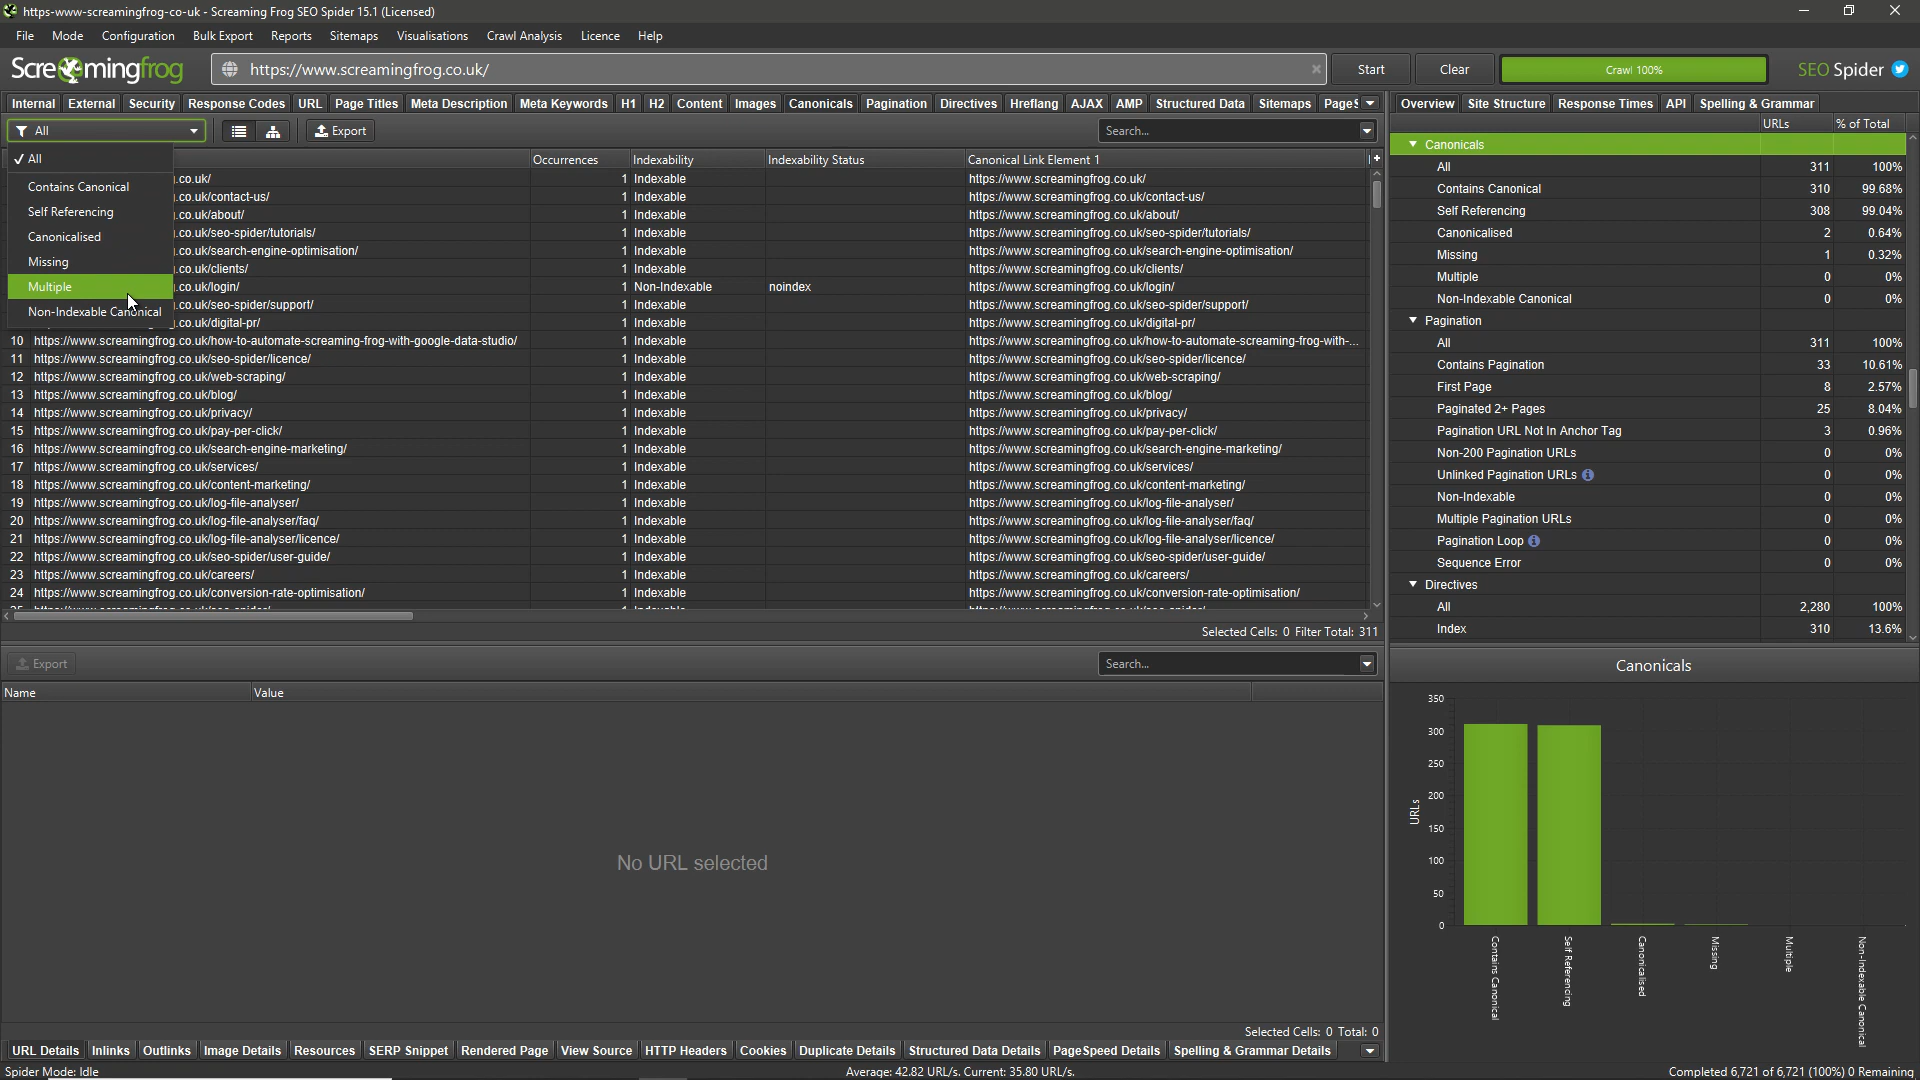 https-www-screamingfrog-co-uk - Screaming Frog SEO Spider 15.1 (Licensed)
File Mode Configuration Bulk Export Reports Sitemaps Visualisations Crawl Analysis Licence Help
Screamingfrog https://www.screamingfrog.co.uk/ Start Clear Crawl 100% SEO Spider
Internal External Security Response Codes URL Page Titles Meta Description Meta Keywords H1 H2 Content Images Canonicals Pagination Directives Hreflang AJAX AMP Structured Data Sitemaps
All Export Search...
All
Contains Canonical
Self Referencing
Canonicalised
Missing
Multiple
Non-Indexable Canonical
Occurrences Indexability Indexability Status Canonical Link Element 1
.co.uk/ 1 Indexable https://www.screamingfrog.co.uk/
.co.uk/contact-us/ 1 Indexable https://www.screamingfrog.co.uk/contact-us/
.co.uk/about/ 1 Indexable https://www.screamingfrog.co.uk/about/
.co.uk/seo-spider/tutorials/ 1 Indexable https://www.screamingfrog.co.uk/seo-spider/tutorials/
.co.uk/search-engine-optimisation/ 1 Indexable https://www.screamingfrog.co.uk/search-engine-optimisation/
.co.uk/clients/ 1 Indexable https://www.screamingfrog.co.uk/clients/
.co.uk/login/ 1 Non-Indexable noindex https://www.screamingfrog.co.uk/login/
.co.uk/seo-spider/support/ 1 Indexable https://www.screamingfrog.co.uk/seo-spider/support/
.co.uk/digital-pr/ 1 Indexable https://www.screamingfrog.co.uk/digital-pr/
10 https://www.screamingfrog.co.uk/how-to-automate-screaming-frog-with-google-data-studio/ 1 Indexable https://www.screamingfrog.co.uk/how-to-automate-screaming-frog-with-...
11 https://www.screamingfrog.co.uk/seo-spider/licence/ 1 Indexable https://www.screamingfrog.co.uk/seo-spider/licence/
12 https://www.screamingfrog.co.uk/web-scraping/ 1 Indexable https://www.screamingfrog.co.uk/web-scraping/
13 https://www.screamingfrog.co.uk/blog/ 1 Indexable https://www.screamingfrog.co.uk/blog/
14 https://www.screamingfrog.co.uk/privacy/ 1 Indexable https://www.screamingfrog.co.uk/privacy/
15 https://www.screamingfrog.co.uk/pay-per-click/ 1 Indexable https://www.screamingfrog.co.uk/pay-per-click/
16 https://www.screamingfrog.co.uk/search-engine-marketing/ 1 Indexable https://www.screamingfrog.co.uk/search-engine-marketing/
17 https://www.screamingfrog.co.uk/services/ 1 Indexable https://www.screamingfrog.co.uk/services/
18 https://www.screamingfrog.co.uk/content-marketing/ 1 Indexable https://www.screamingfrog.co.uk/content-marketing/
19 https://www.screamingfrog.co.uk/log-file-analyser/ 1 Indexable https://www.screamingfrog.co.uk/log-file-analyser/
20 https://www.screamingfrog.co.uk/log-file-analyser/faq/ 1 Indexable https://www.screamingfrog.co.uk/log-file-analyser/faq/
21 https://www.screamingfrog.co.uk/log-file-analyser/licence/ 1 Indexable https://www.screamingfrog.co.uk/log-file-analyser/licence/
22 https://www.screamingfrog.co.uk/seo-spider/user-guide/ 1 Indexable https://www.screamingfrog.co.uk/seo-spider/user-guide/
23 https://www.screamingfrog.co.uk/careers/ 1 Indexable https://www.screamingfrog.co.uk/careers/
24 https://www.screamingfrog.co.uk/conversion-rate-optimisation/ 1 Indexable https://www.screamingfrog.co.uk/conversion-rate-optimisation/
Selected Cells: 0 Filter Total: 311
Export Search...
Name Value
No URL selected
Selected Cells: 0 Total: 0
URL Details Inlinks Outlinks Image Details Resources SERP Snippet Rendered Page View Source HTTP Headers Cookies Duplicate Details Structured Data Details PageSpeed Details Spelling & Grammar Details
Overview Site Structure Response Times API Spelling & Grammar
URLs % of Total
Canonicals
All 311 100%
Contains Canonical 310 99.68%
Self Referencing 308 99.04%
Canonicalised 2 0.64%
Missing 1 0.32%
Multiple 0 0%
Non-Indexable Canonical 0 0%
Pagination
All 311 100%
Contains Pagination 33 10.61%
First Page 8 2.57%
Paginated 2+ Pages 25 8.04%
Pagination URL Not In Anchor Tag 3 0.96%
Non-200 Pagination URLs 0 0%
Unlinked Pagination URLs 0 0%
Non-Indexable 0 0%
Multiple Pagination URLs 0 0%
Pagination Loop 0 0%
Sequence Error 0 0%
Directives
All 2,280 100%
Index 310 13.6%
Canonicals
350
300
250
200
150
100
50
0
URLs
Contains Canonical
Self Referencing
Canonicalised
Missing
Multiple
Non-Indexable Canonical
Spider Mode: Idle Average: 42.82 URL/s. Current: 35.80 URL/s. Completed 6,721 of 6,721 (100%) 0 Remaining